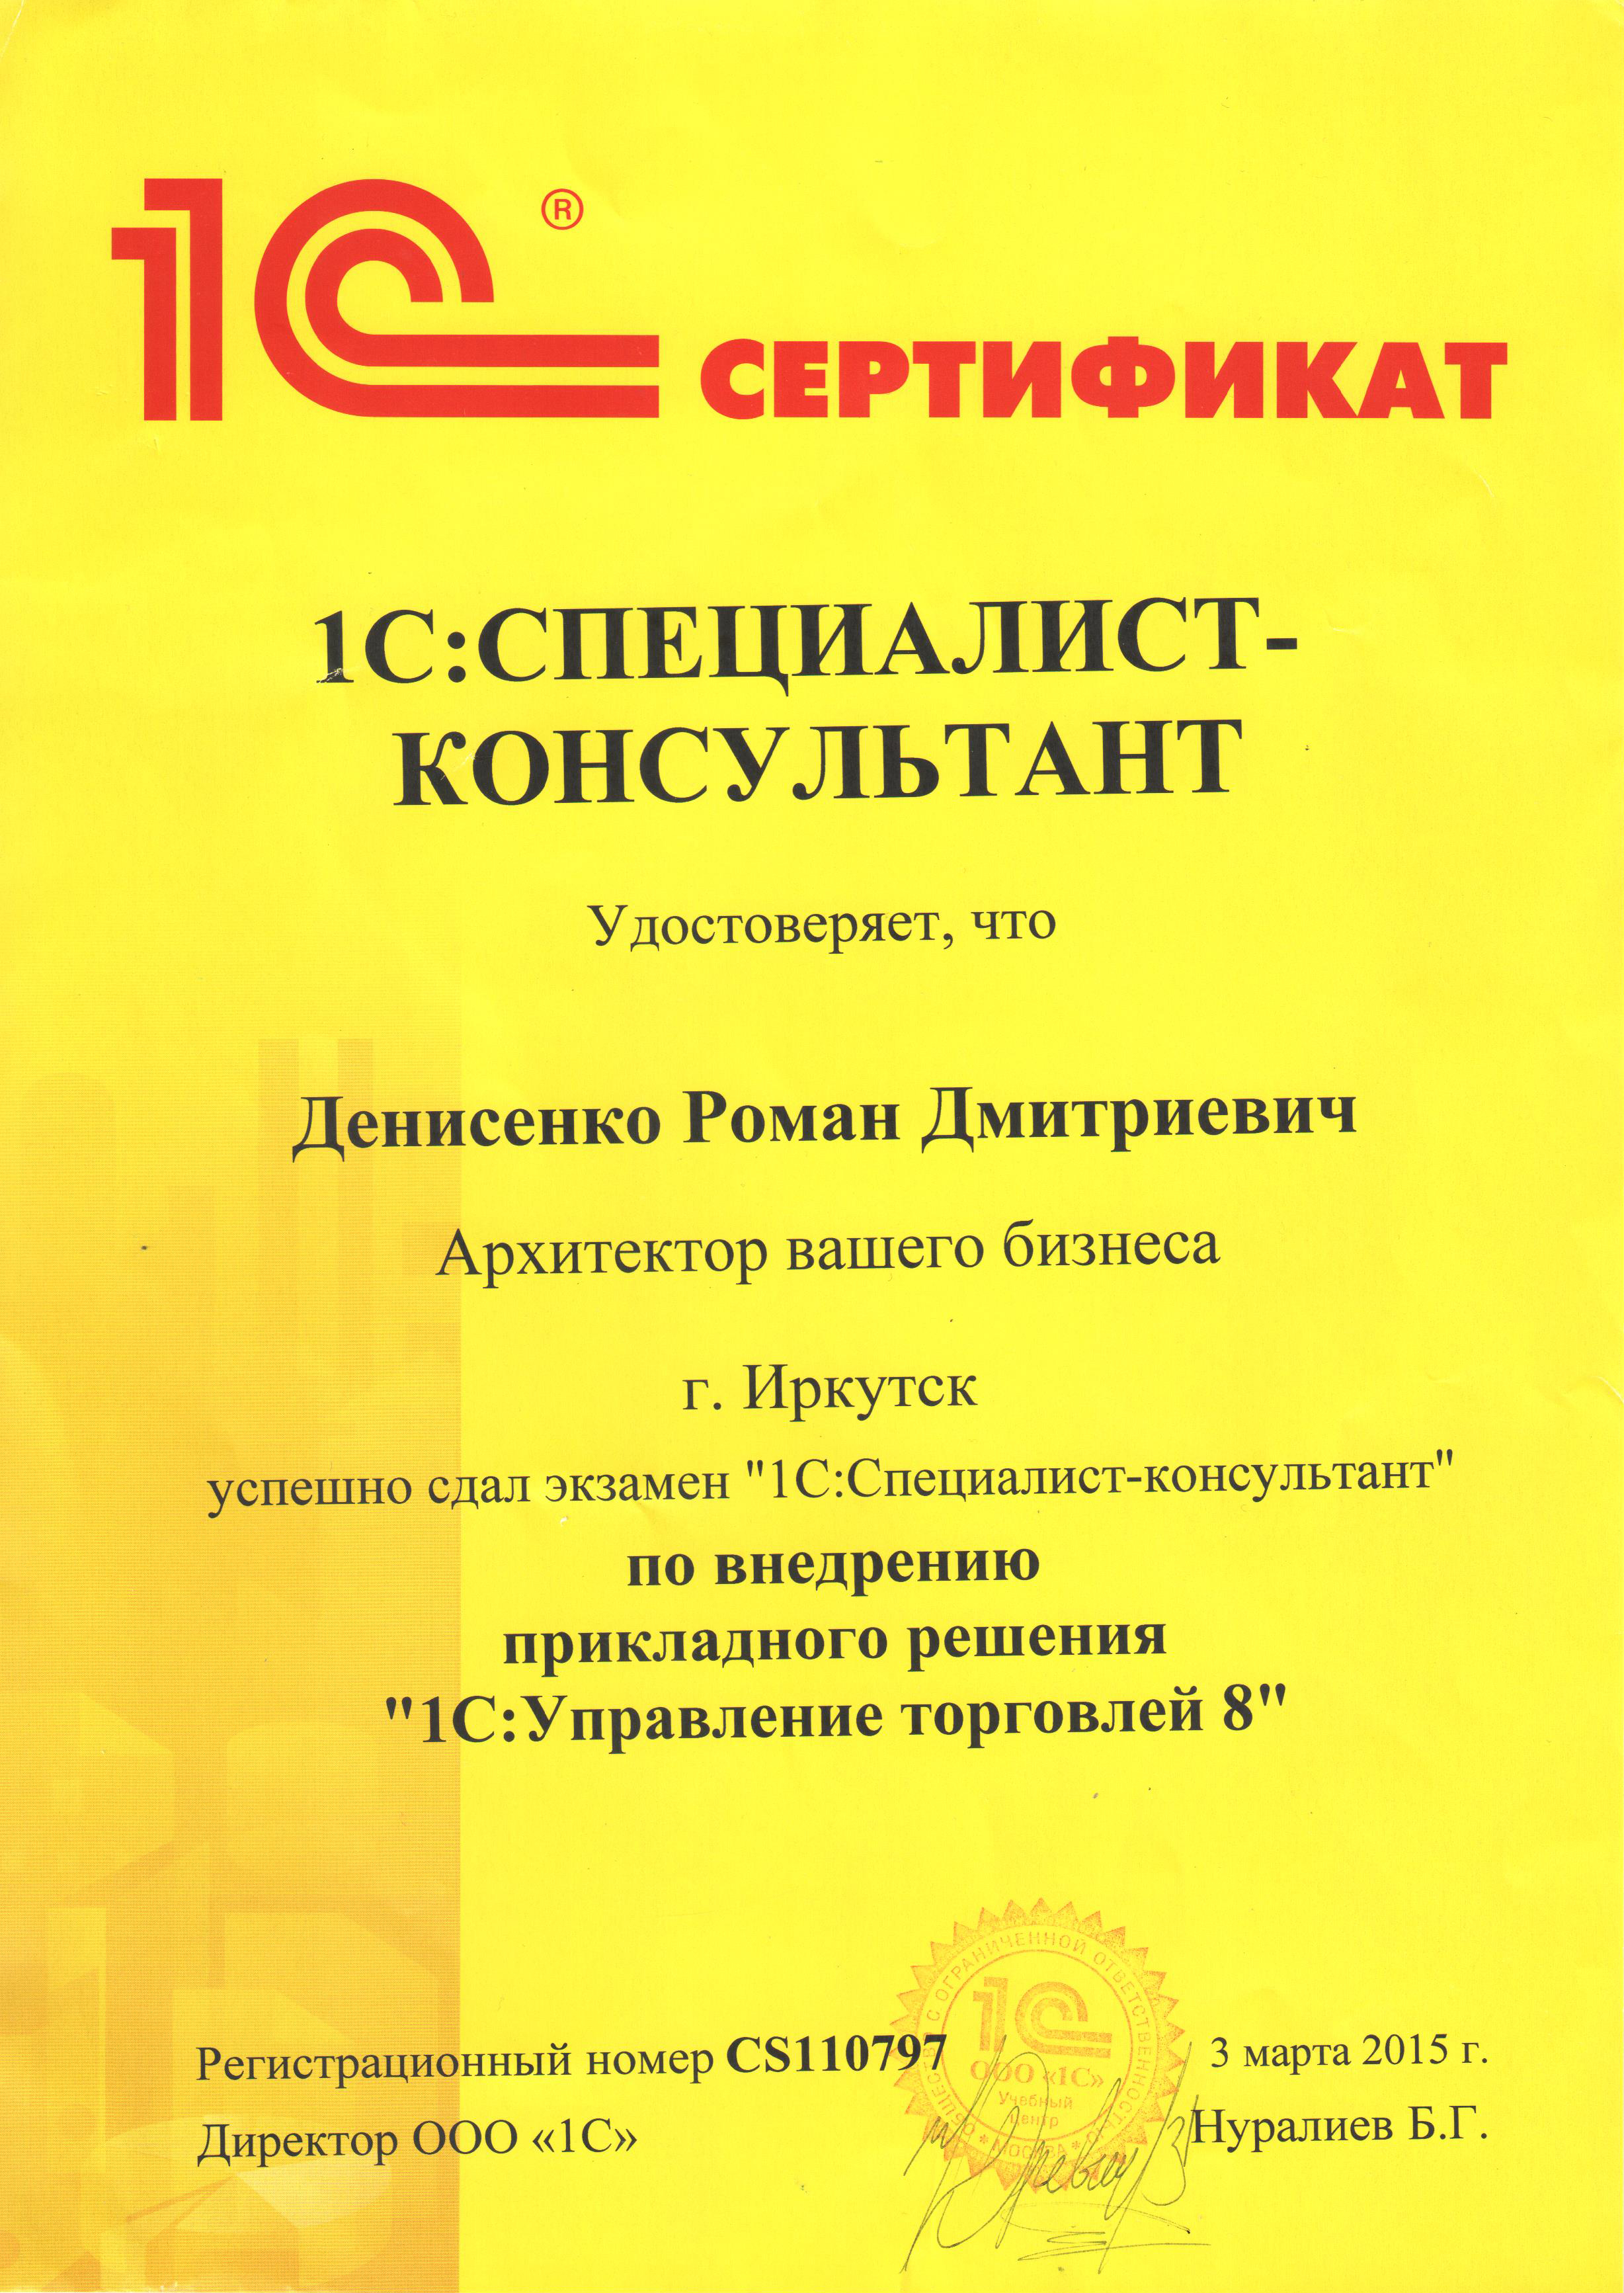 1С ®
СЕРТИФИКАТ
1С:СПЕЦИАЛИСТ-
КОНСУЛЬТАНТ
Удостоверяет, что
Денисенко Роман Дмитриевич
Архитектор вашего бизнеса
г. Иркутск
успешно сдал экзамен "1С:Специалист-консультант"
по внедрению
прикладного решения
"1С:Управление торговлей 8"
Регистрационный номер CS110797
3 марта 2015 г.
Директор ООО «1С»
Нуралиев Б.Г.
ОБЩЕСТВО С ОГРАНИЧЕННОЙ ОТВЕТСТВЕННОСТЬЮ
* МОСКВА *
1С
ООО «1С»
Учебный
центр